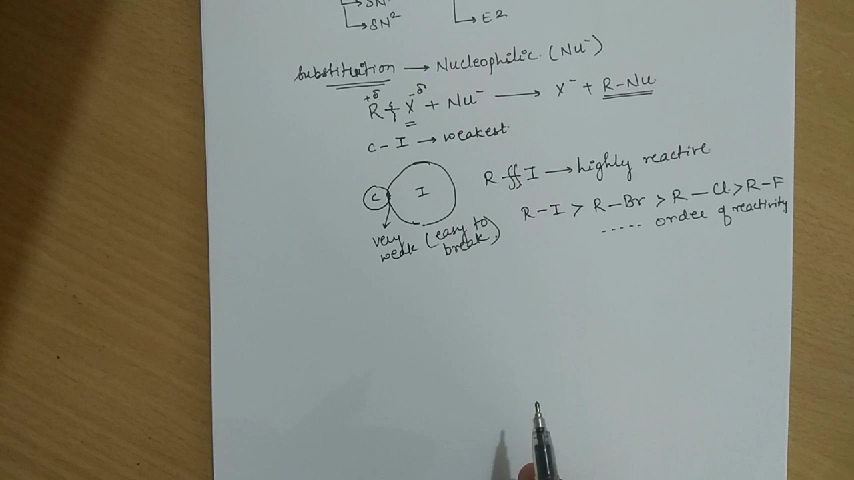 SN¹
SN² E2
Substitution → Nucleophilic (Nu⁻)
+δ -δ
R-X + Nu⁻ → X⁻ + R-Nu
C-I → weakest
C I R-I → highly reactive
R-I > R-Br > R-Cl > R-F
very weak (easy to break) ..... order of reactivity